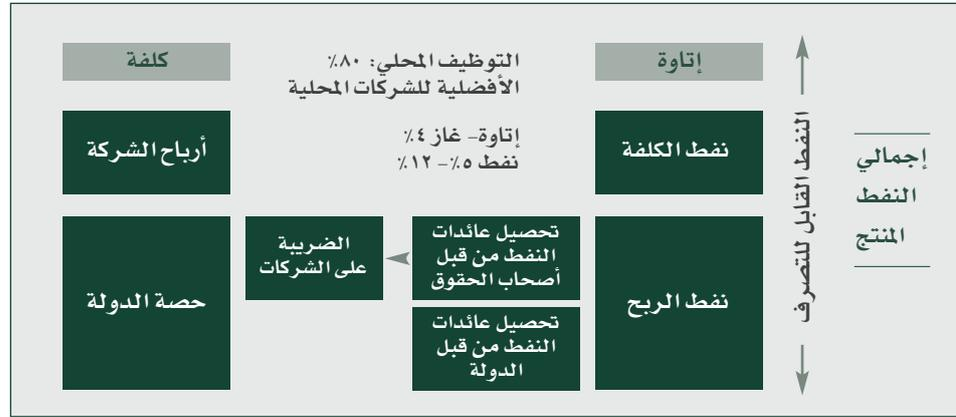 إجمالي
النفط
المنتج
النفط القابل للتصرف
إتاوة
نفط الكلفة
نفط الربح
التوظيف المحلي: ٨٠٪
الأفضلية للشركات المحلية
إتاوة- غاز ٤٪
نفط ٥٪- ١٢٪
تحصيل عائدات
النفط من قبل
أصحاب الحقوق
تحصيل عائدات
النفط من قبل
الدولة
الضريبة
على الشركات
كلفة
أرباح الشركة
حصة الدولة